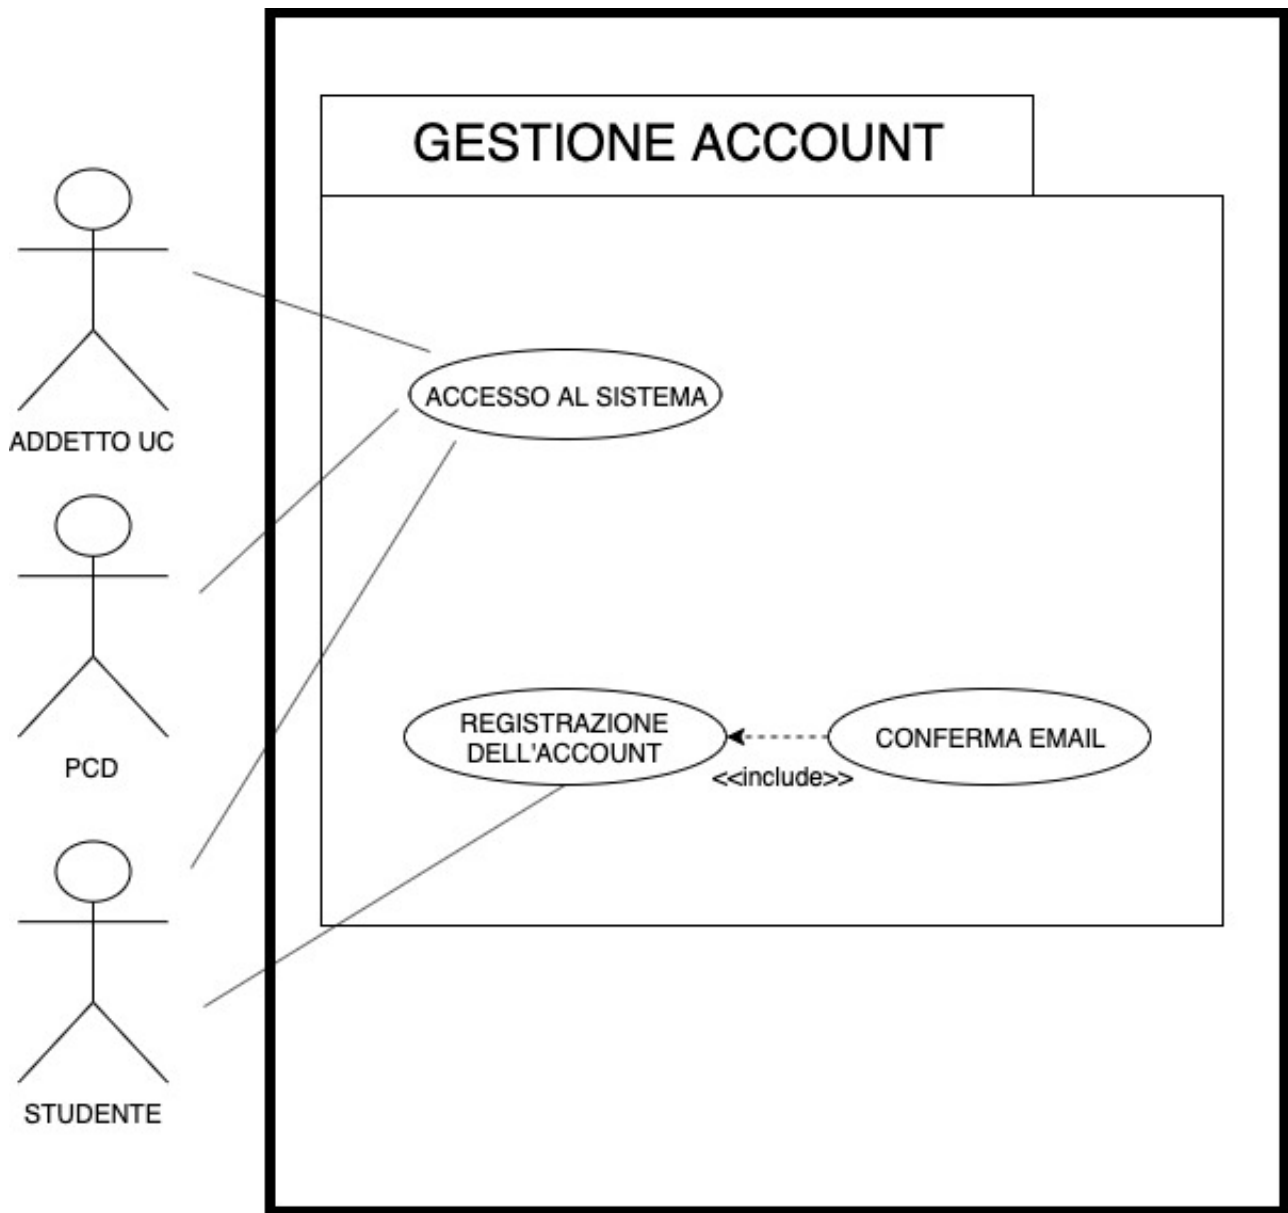 GESTIONE ACCOUNT
ACCESSO AL SISTEMA
ADDETTO UC
REGISTRAZIONE
DELL'ACCOUNT
CONFERMA EMAIL
<<include>>
PCD
STUDENTE